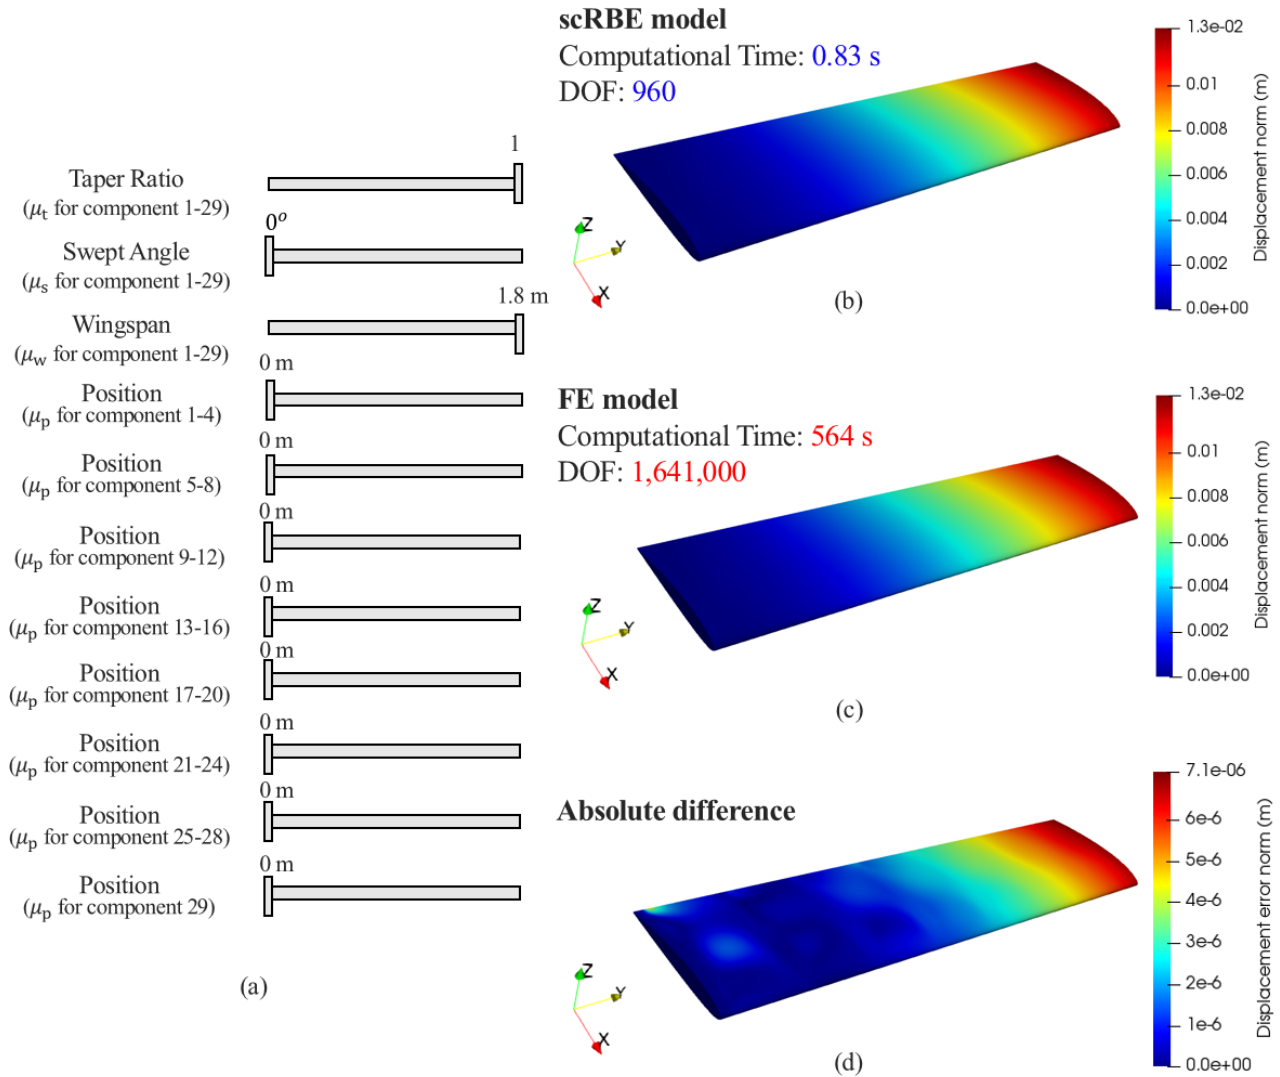 1
Taper Ratio
(μt for component 1-29)
0°
Swept Angle
(μs for component 1-29)
1.8 m
Wingspan
(μw for component 1-29)
0 m
Position
(μp for component 1-4)
0 m
Position
(μp for component 5-8)
0 m
Position
(μp for component 9-12)
0 m
Position
(μp for component 13-16)
0 m
Position
(μp for component 17-20)
0 m
Position
(μp for component 21-24)
0 m
Position
(μp for component 25-28)
0 m
Position
(μp for component 29)
(a)
scRBE model
Computational Time: 0.83 s
DOF: 960
Z
Y
X
(b)
1.3e-02
0.01
0.008
0.006
0.004
0.002
0.0e+00
Displacement norm (m)
FE model
Computational Time: 564 s
DOF: 1,641,000
Z
Y
X
(c)
1.3e-02
0.01
0.008
0.006
0.004
0.002
0.0e+00
Displacement norm (m)
Absolute difference
Z
Y
X
(d)
7.1e-06
6e-6
5e-6
4e-6
3e-6
2e-6
1e-6
0.0e+00
Displacement error norm (m)